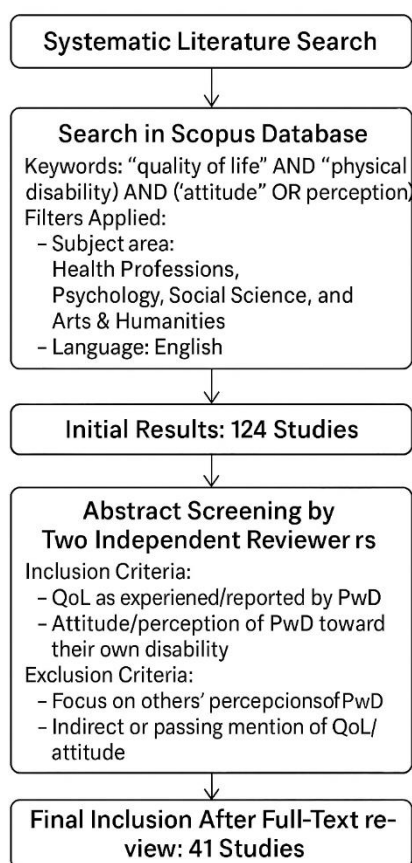 Systematic Literature Search
Search in Scopus Database
Keywords: “quality of life” AND “physical
disability) AND (‘attitude” OR perception)
Filters Applied:
– Subject area:
Health Professions,
Psychology, Social Science, and
Arts & Humanities
– Language: English
Initial Results: 124 Studies
Abstract Screening by
Two Independent Reviewer rs
Inclusion Criteria:
– QoL as experiened/reported by PwD
– Attitude/perception of PwD toward
their own disability
Exclusion Criteria:
– Focus on others’ percepcionsofPwD
– Indirect or passing mention of QoL/
attitude
Final Inclusion After Full-Text re-
view: 41 Studies